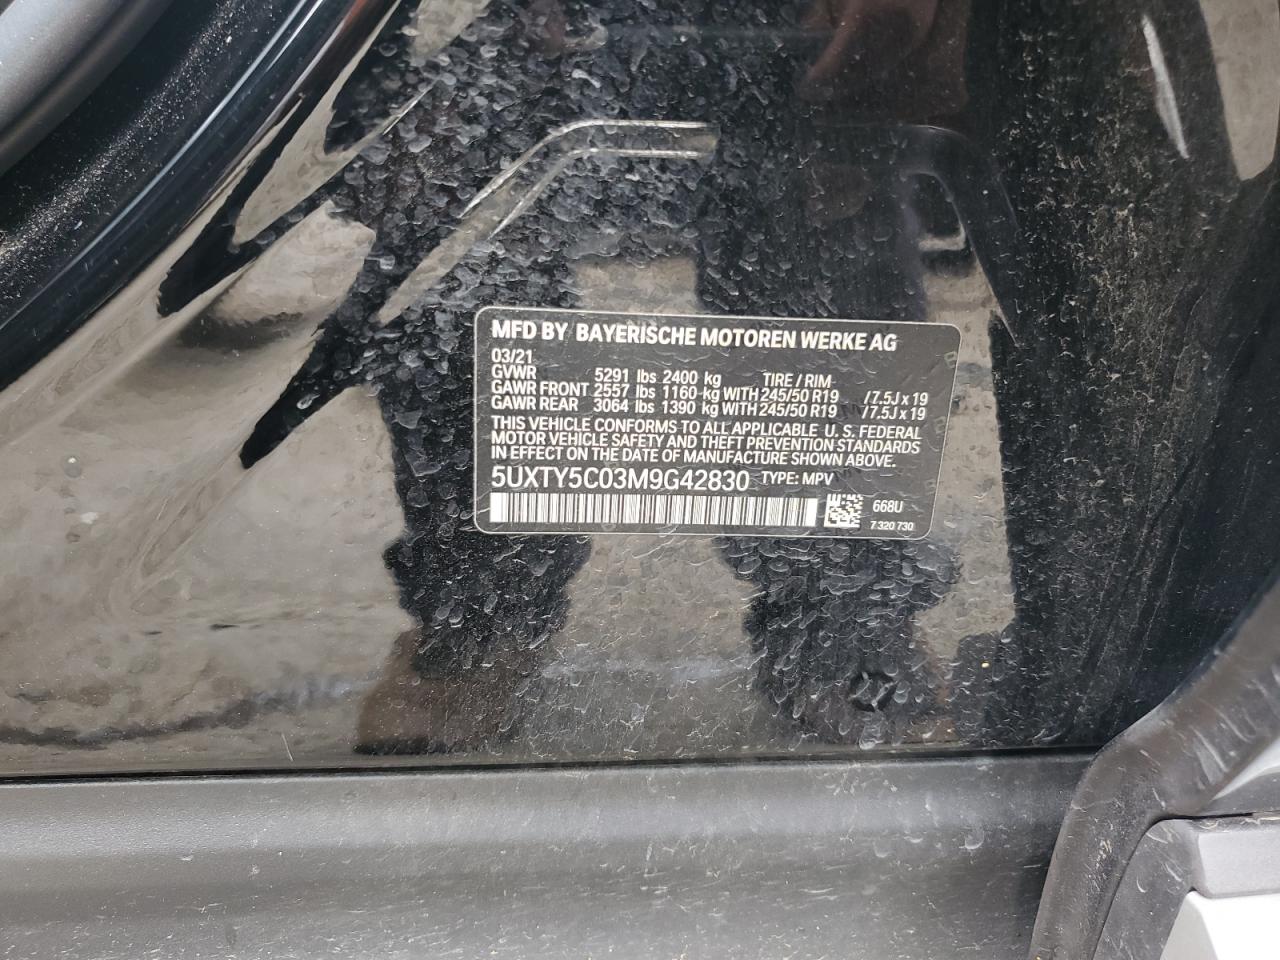 MFD BY BAYERISCHE MOTOREN WERKE AG
03/21
GVWR 5291 lbs 2400 kg TIRE / RIM
GAWR FRONT 2557 lbs 1160 kg WITH 245/50 R19 /7.5J x 19
GAWR REAR 3064 lbs 1390 kg WITH 245/50 R19 /7.5J x 19
THIS VEHICLE CONFORMS TO ALL APPLICABLE U. S. FEDERAL
MOTOR VEHICLE SAFETY AND THEFT PREVENTION STANDARDS
IN EFFECT ON THE DATE OF MANUFACTURE SHOWN ABOVE.
5UXTY5C03M9G42830 TYPE: MPV
668U
7 320 730